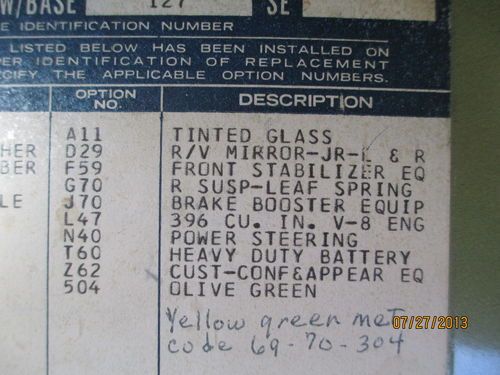 W/BASE 127 SE
E IDENTIFICATION NUMBER
LISTED BELOW HAS BEEN INSTALLED ON
PER IDENTIFICATION OF REPLACEMENT
CIFY THE APPLICABLE OPTION NUMBERS.
OPTION NO. DESCRIPTION
A11 TINTED GLASS
HER D29 R/V MIRROR-JR-L & R
BER F59 FRONT STABILIZER EQ
G70 R SUSP-LEAF SPRING
LE J70 BRAKE BOOSTER EQUIP
L47 396 CU. IN. V-8 ENG
N40 POWER STEERING
T60 HEAVY DUTY BATTERY
Z62 CUST-CONF&APPEAR EQ
504 OLIVE GREEN
Yellow green met
code 69-70-304
07/27/2013